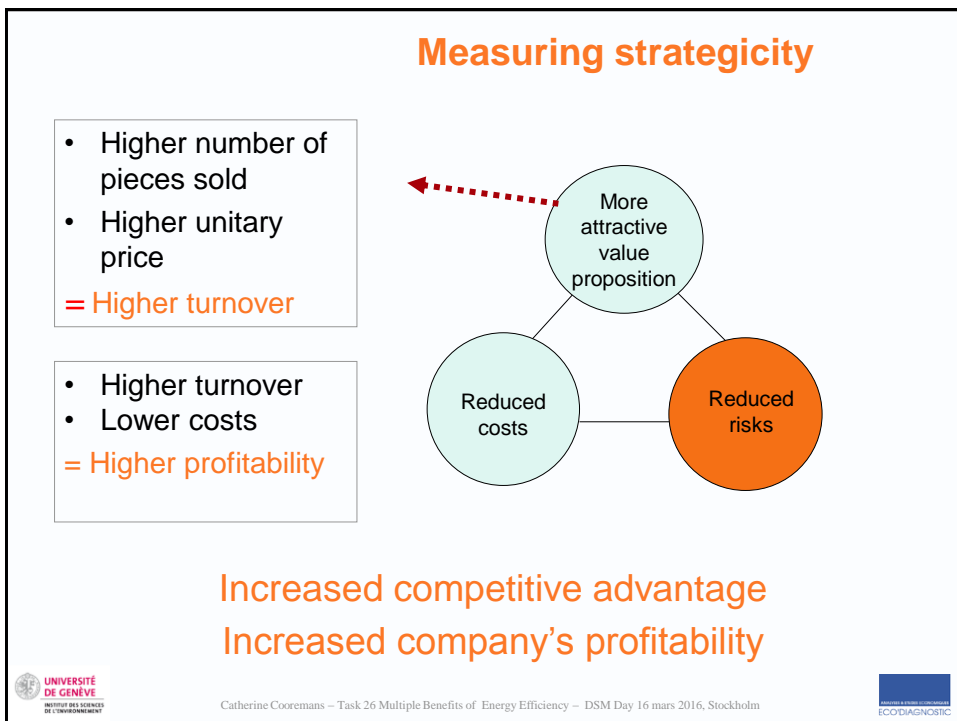 Measuring strategicity
• Higher number of
pieces sold
• Higher unitary
price
= Higher turnover
• Higher turnover
• Lower costs
= Higher profitability
More
attractive
value
proposition
Reduced
costs
Reduced
risks
Increased competitive advantage
Increased company’s profitability
UNIVERSITÉ
DE GENÈVE
INSTITUT DES SCIENCES
DE L'ENVIRONNEMENT
Catherine Cooremans – Task 26 Multiple Benefits of Energy Efficiency – DSM Day 16 mars 2016, Stockholm
ANALYSES & ETUDES ECONOMIQUES
ECO'DIAGNOSTIC